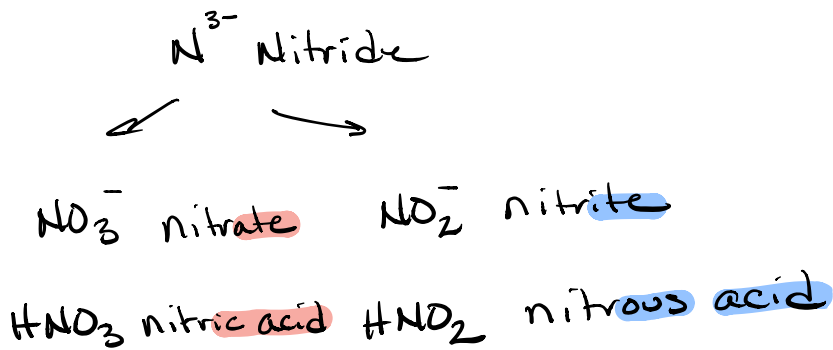 N³⁻ Nitride
NO₃⁻ nitrate NO₂⁻ nitrite
HNO₃ nitric acid HNO₂ nitrous acid